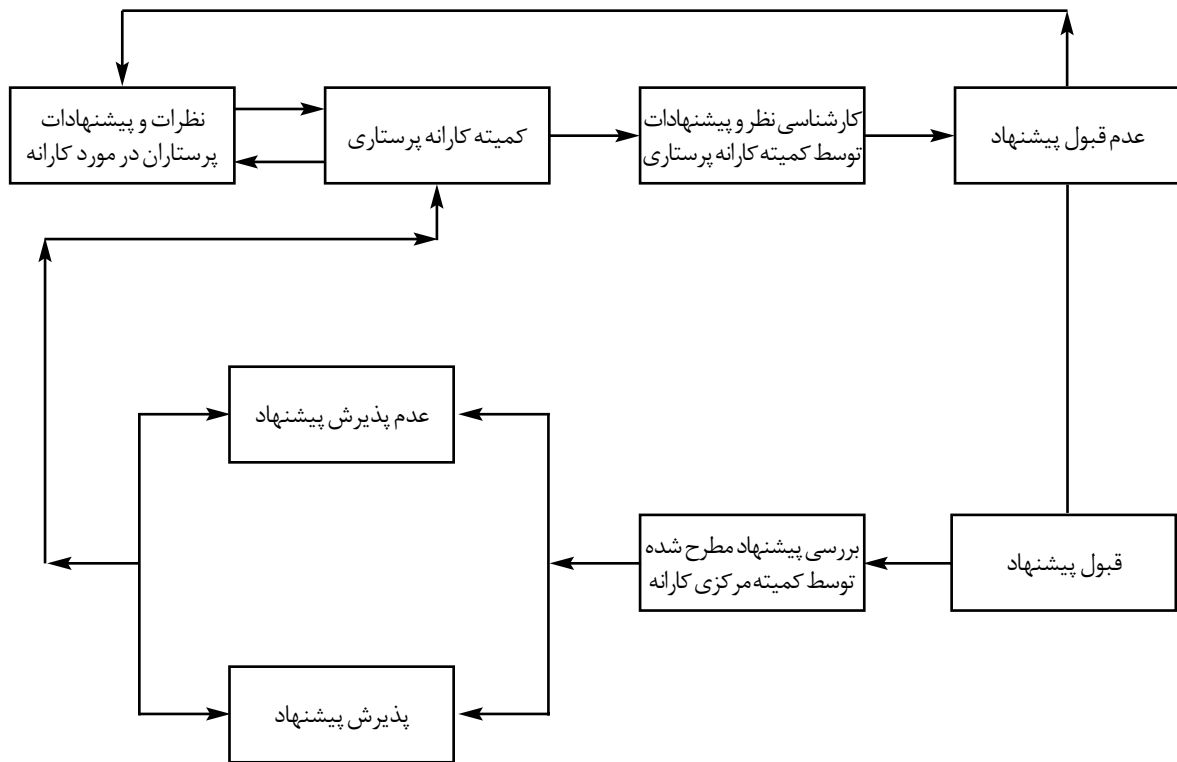 نظرات و پیشنهادات
پرستاران در مورد کارانه
کمیته کارانه پرستاری
کارشناسی نظر و پیشنهادات
توسط کمیته کارانه پرستاری
عدم قبول پیشنهاد
عدم پذیرش پیشنهاد
بررسی پیشنهاد مطرح شده
توسط کمیته مرکزی کارانه
قبول پیشنهاد
پذیرش پیشنهاد